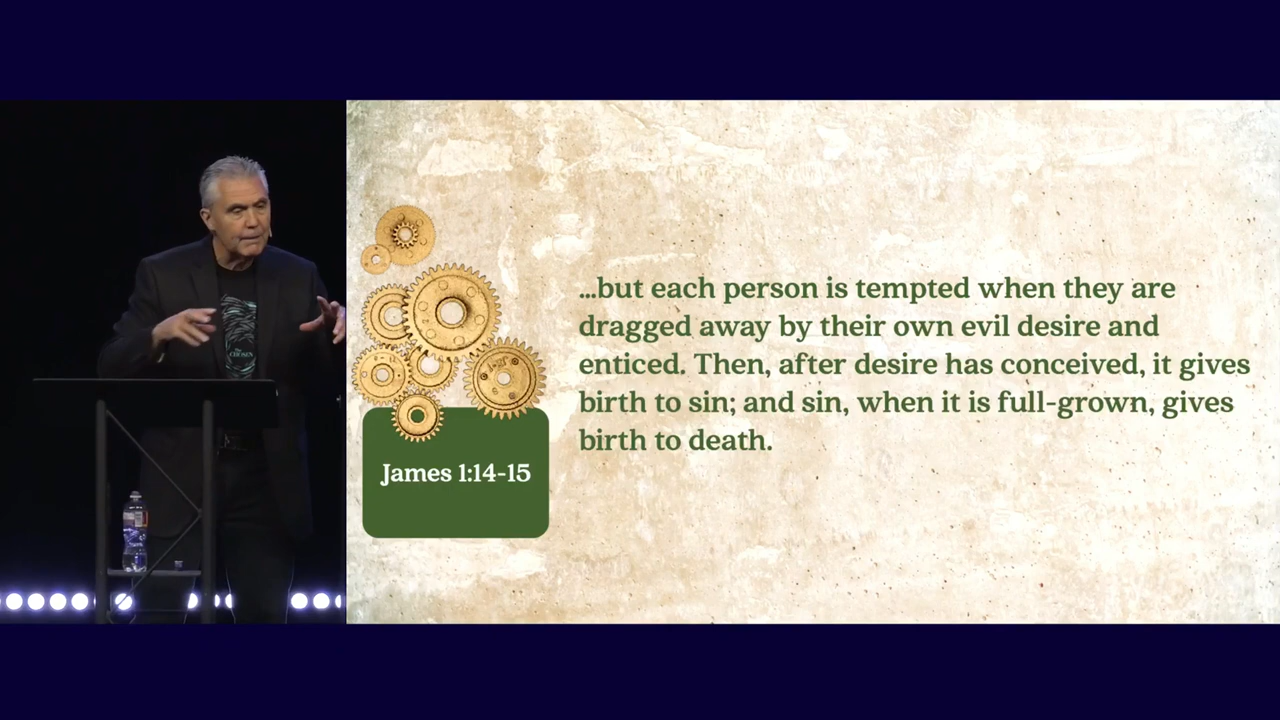 ...but each person is tempted when they are
dragged away by their own evil desire and
enticed. Then, after desire has conceived, it gives
birth to sin; and sin, when it is full-grown, gives
birth to death.
James 1:14-15
CHOSEN